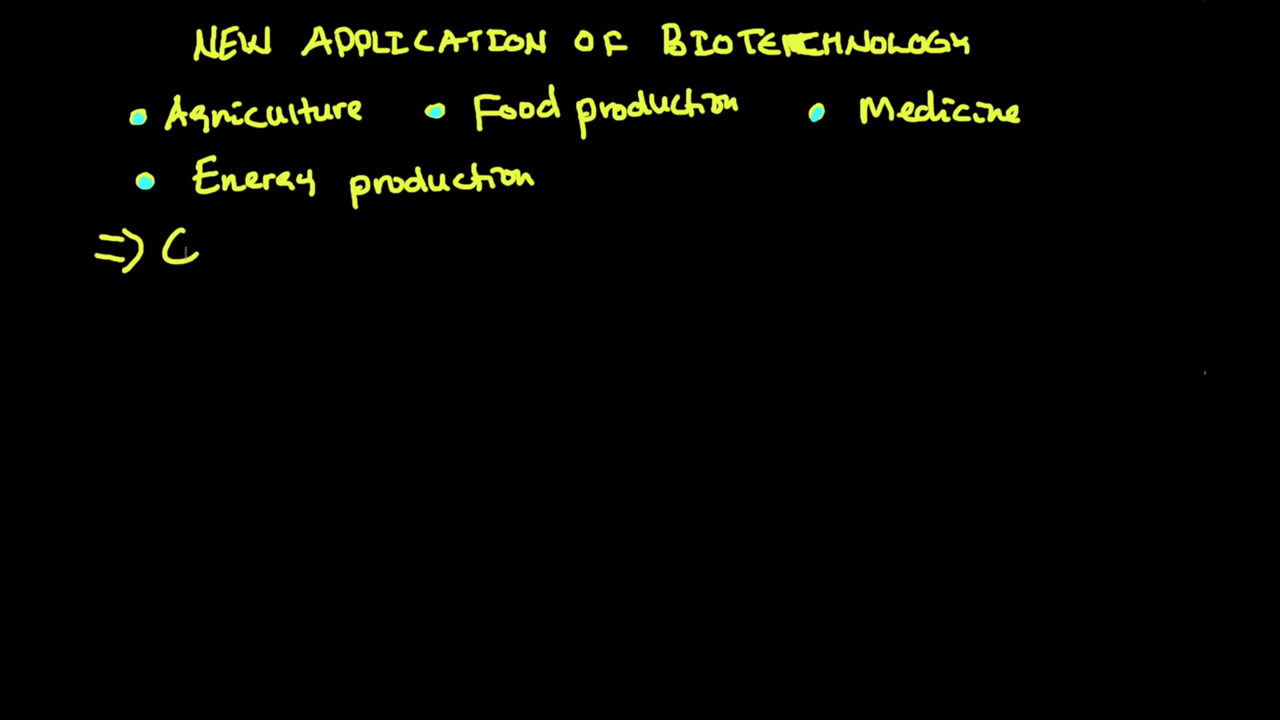 NEW APPLICATION OF BIOTECHNOLOGY
• Agriculture • Food production • Medicine
• Energy production
⇒ C